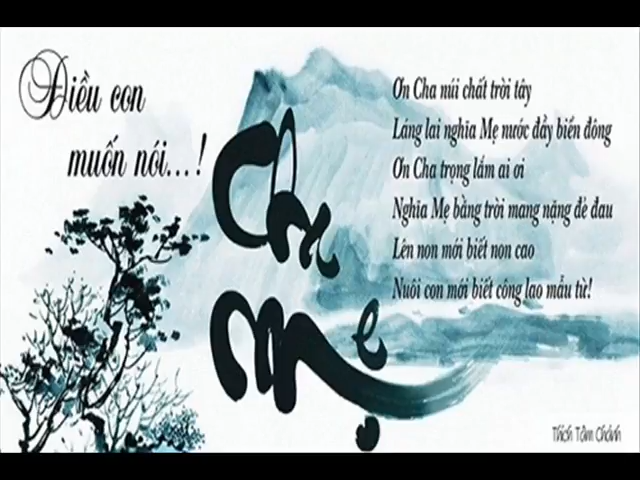 Điều con
muốn nói...!
Cha
Mẹ
Ơn Cha núi chất trời tây
Láng lai nghĩa Mẹ nước đầy biển đông
Ơn Cha trọng lắm ai ơi
Nghĩa Mẹ bằng trời mang nặng đẻ đau
Lên non mới biết non cao
Nuôi con mới biết công lao mẫu từ!
Thích Tâm Chánh